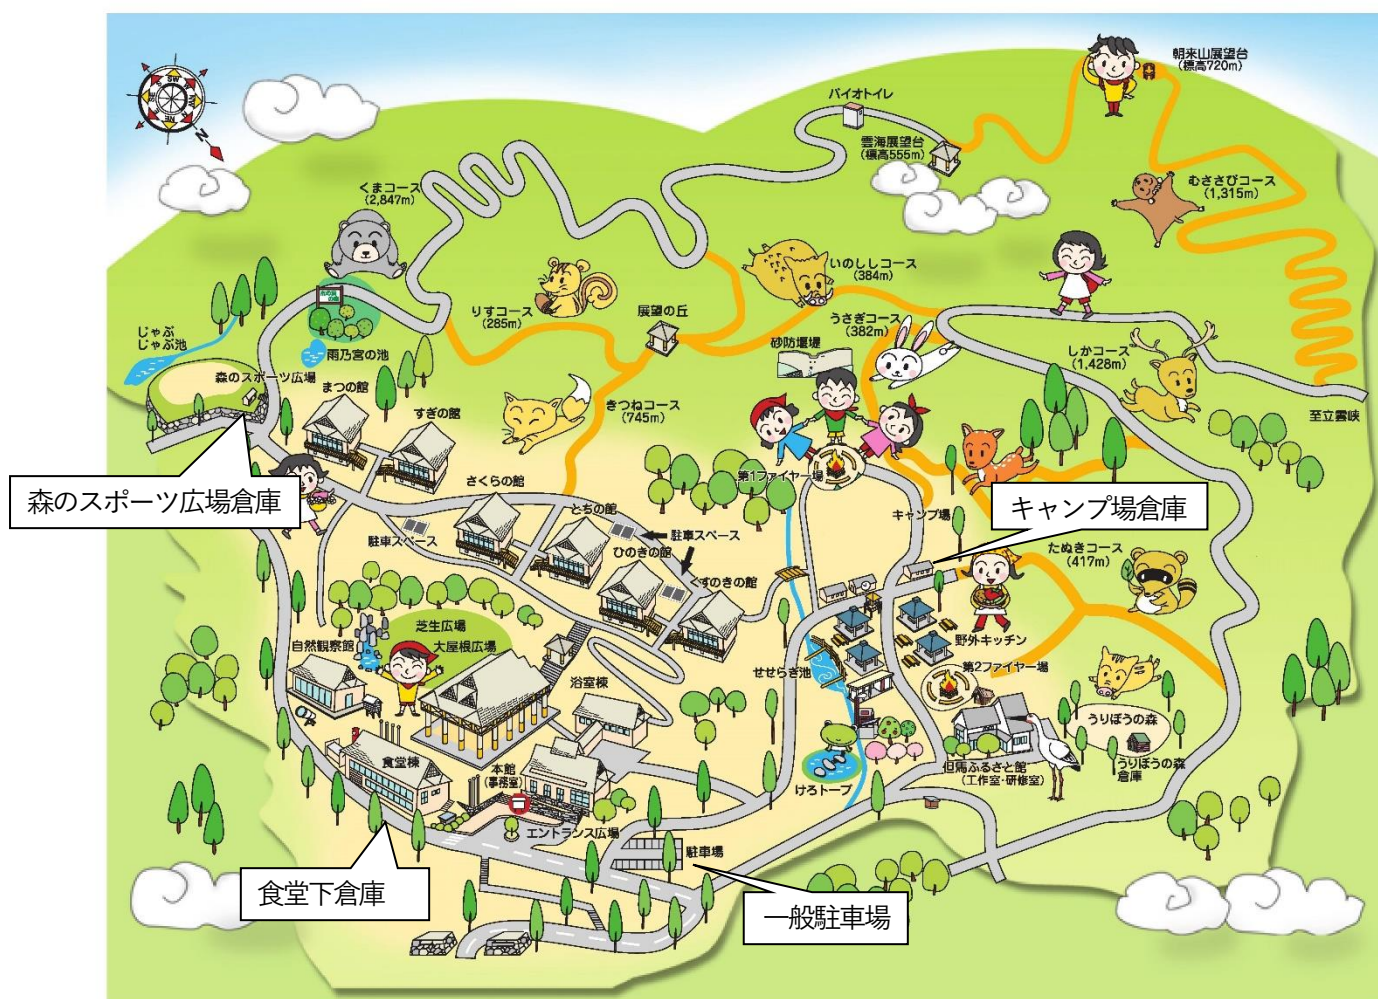 朝来山展望台
(標高720m)
バイオトイレ
雲海展望台
(標高555m)
SW
N
NE
くまコース
(2,847m)
むささびコース
(1,315m)
いのししコース
(384m)
りすコース
(285m)
展望の丘
うさぎコース
(382m)
じゃぶ
じゃぶ池
雨乃宮の池
砂防堰堤
しかコース
(1,428m)
森のスポーツ広場
まつの館
すぎの館
きつねコース
(745m)
至立雲峡
第1ファイヤー場
さくらの館
森のスポーツ広場倉庫
キャンプ場倉庫
キャンプ場
とちの館
駐車スペース
駐車スペース
ひのきの館
たぬきコース
(417m)
くすのきの館
芝生広場
自然観察館
大屋根広場
野外キッチン
せせらぎ池
第2ファイヤー場
浴室棟
うりぼうの森
食堂棟
本館
(事務室)
但馬ふるさと館
(工作室・研修室)
うりぼうの森
倉庫
けろトープ
エントランス広場
駐車場
食堂下倉庫
一般駐車場